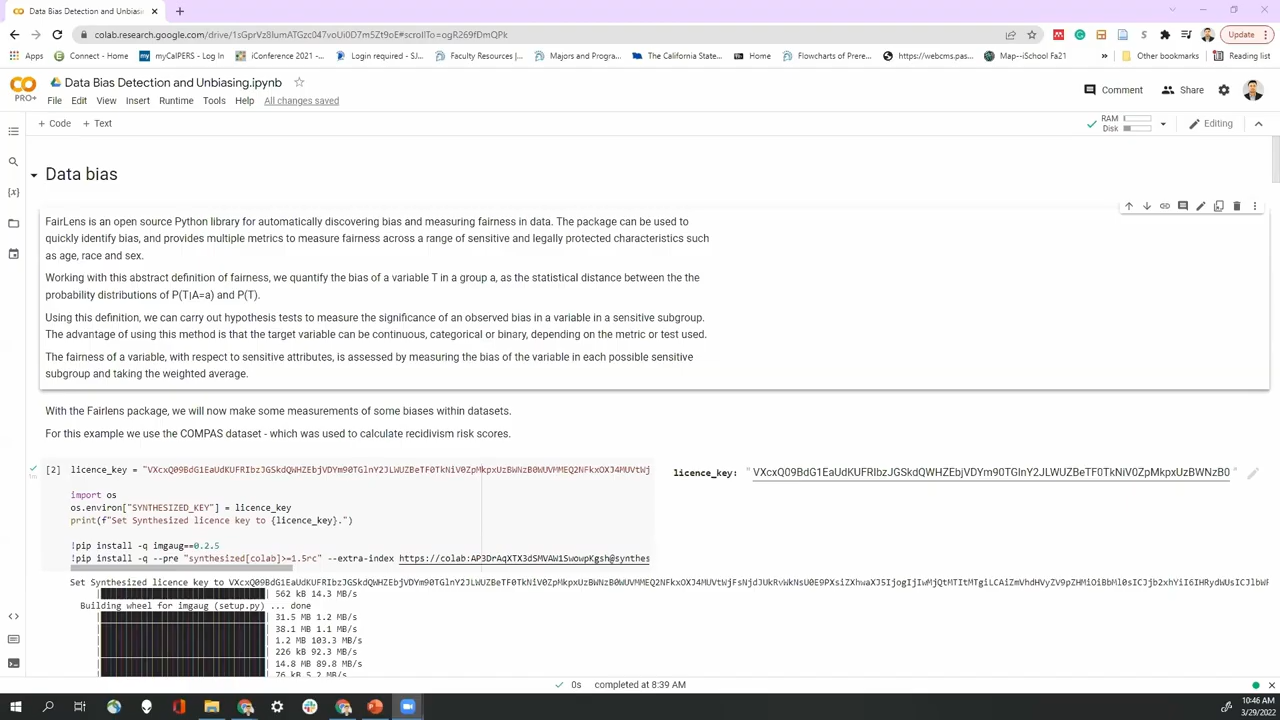 Data Bias Detection and Unbiasin
colab.research.google.com/drive/1sGprVz8IumATGzc047voUi0D7m5Zt9oE#scrollTo=ogR269fDmQPk
Update
Apps
Connect - Home
myCalPERS - Log In
iConference 2021 -...
Login required - SJ...
Faculty Resources |...
Majors and Progra...
The California State...
Home
Flowcharts of Prere...
https://webcms.pas...
Map--iSchool Fa21
»
Other bookmarks
Reading list
Data Bias Detection and Unbiasing.ipynb
PRO+
File Edit View Insert Runtime Tools Help All changes saved
Comment
Share
+ Code + Text
RAM
Disk
Editing
Data bias
FairLens is an open source Python library for automatically discovering bias and measuring fairness in data. The package can be used to
quickly identify bias, and provides multiple metrics to measure fairness across a range of sensitive and legally protected characteristics such
as age, race and sex.
Working with this abstract definition of fairness, we quantify the bias of a variable T in a group a, as the statistical distance between the the
probability distributions of P(T|A=a) and P(T).
Using this definition, we can carry out hypothesis tests to measure the significance of an observed bias in a variable in a sensitive subgroup.
The advantage of using this method is that the target variable can be continuous, categorical or binary, depending on the metric or test used.
The fairness of a variable, with respect to sensitive attributes, is assessed by measuring the bias of the variable in each possible sensitive
subgroup and taking the weighted average.
With the Fairlens package, we will now make some measurements of some biases within datasets.
For this example we use the COMPAS dataset - which was used to calculate recidivism risk scores.
[2] licence_key = "
1m
licence_key: "
import os
os.environ["SYNTHESIZED_KEY"] = licence_key
print(f"Set Synthesized licence key to {licence_key}.")
!pip install -q imgaug==0.2.5
!pip install -q --pre "synthesized[colab]>=1.5rc" --extra-index
Set Synthesized licence key to
562 kB 14.3 MB/s
Building wheel for imgaug (setup.py) ... done
31.5 MB 1.2 MB/s
38.1 MB 1.1 MB/s
1.2 MB 103.3 MB/s
226 kB 92.3 MB/s
14.8 MB 89.8 MB/s
76 kB 5.2 MB/s
0s completed at 8:39 AM
10:46 AM
3/29/2022